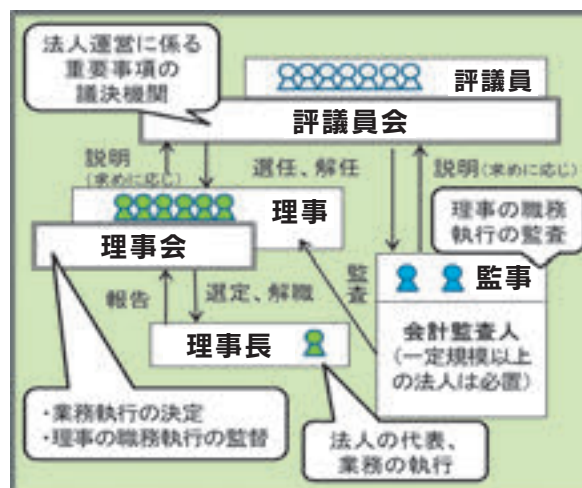 法人運営に係る
重要事項の
議決機関
評議員
評議員会
説明
(求めに応じ)
選任、解任
説明(求めに応じ)
理事
理事会
理事の職務
執行の監査
監事
監査
報告
選定、解職
理事長
会計監査人
(一定規模以上
の法人は必置)
・業務執行の決定
・理事の職務執行の監督
法人の代表、
業務の執行